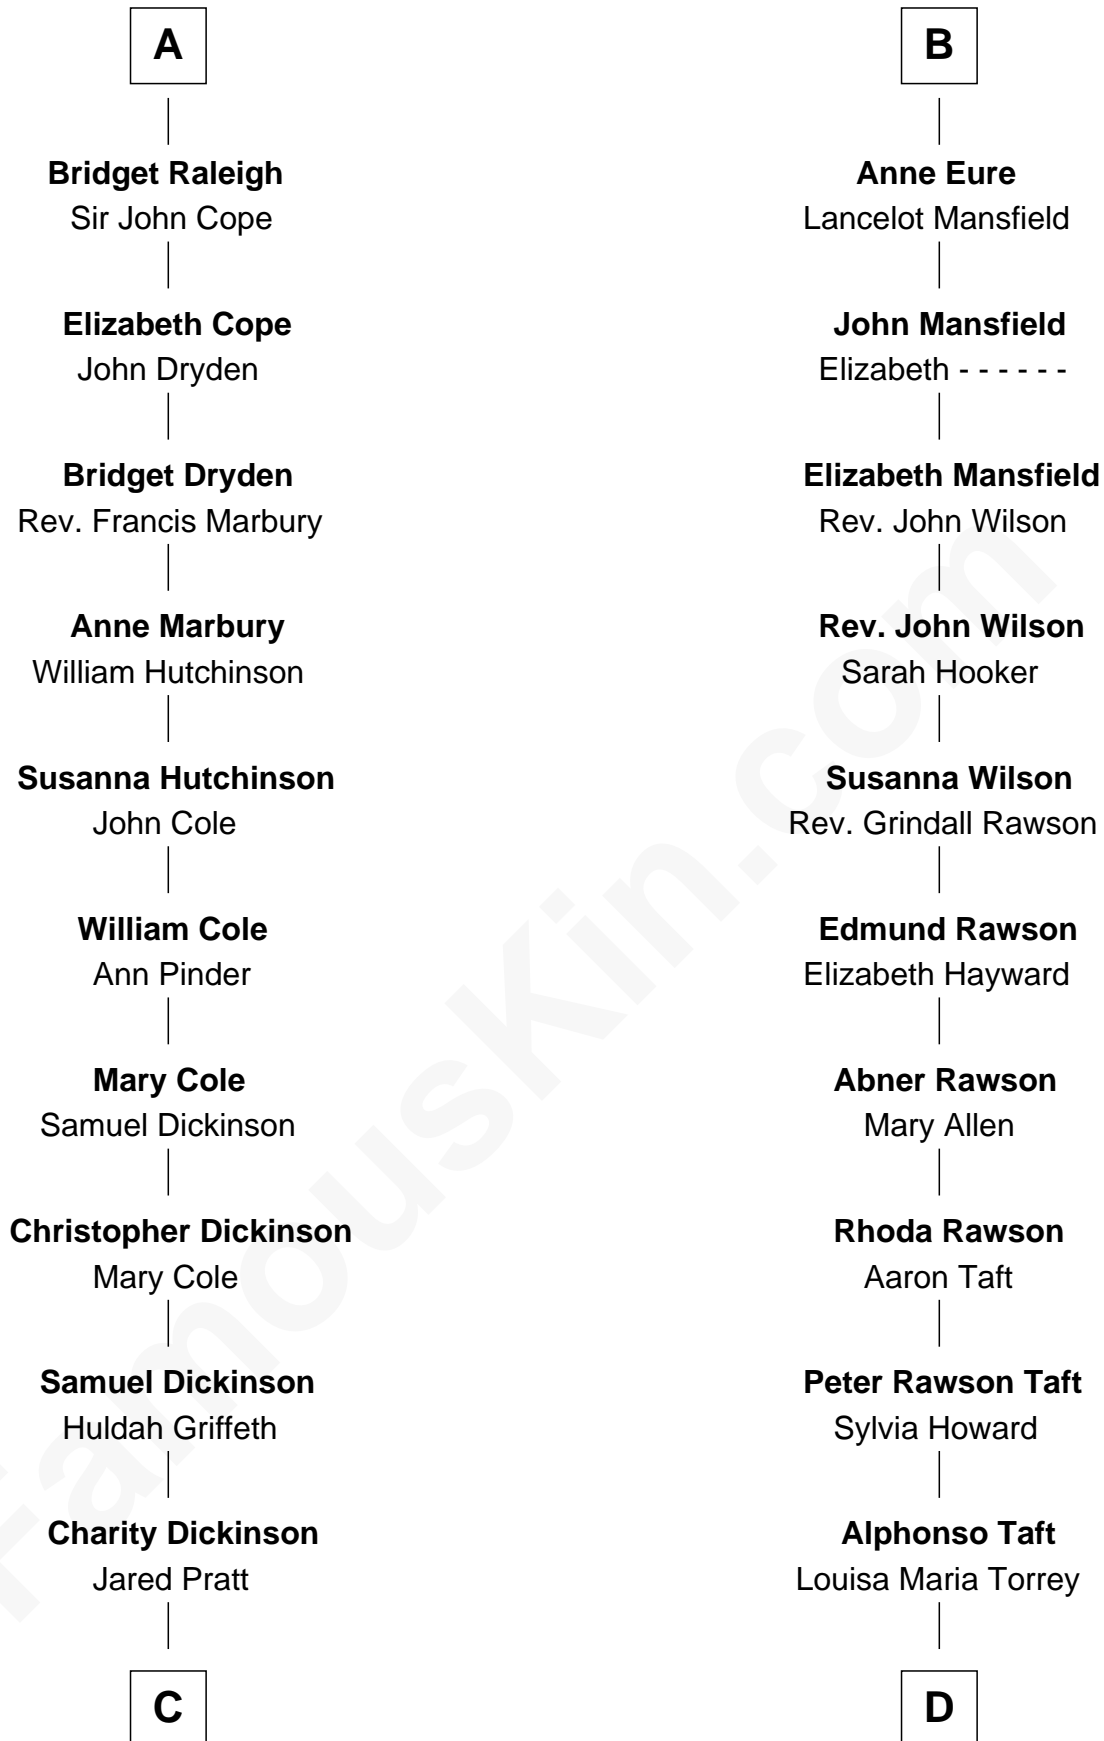 A
Bridget Raleigh
Sir John Cope
Elizabeth Cope
John Dryden
Bridget Dryden
Rev. Francis Marbury
Anne Marbury
William Hutchinson
Susanna Hutchinson
John Cole
William Cole
Ann Pinder
Mary Cole
Samuel Dickinson
Christopher Dickinson
Mary Cole
Samuel Dickinson
Huldah Griffeth
Charity Dickinson
Jared Pratt
C
B
Anne Eure
Lancelot Mansfield
John Mansfield
Elizabeth - - - - - -
Elizabeth Mansfield
Rev. John Wilson
Rev. John Wilson
Sarah Hooker
Susanna Wilson
Rev. Grindall Rawson
Edmund Rawson
Elizabeth Hayward
Abner Rawson
Mary Allen
Rhoda Rawson
Aaron Taft
Peter Rawson Taft
Sylvia Howard
Alphonso Taft
Louisa Maria Torrey
D
FamousKin.com